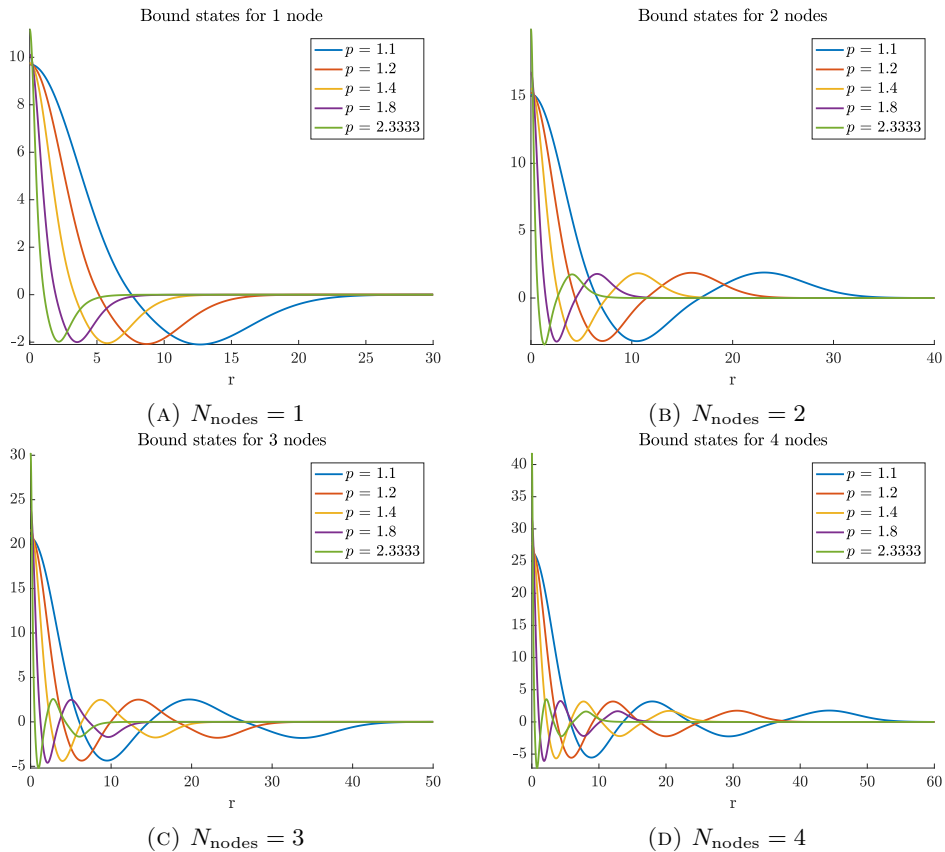 Bound states for 1 node
10
8
6
4
2
0
-2
0
5
10
15
20
25
30
r
p = 1.1
p = 1.2
p = 1.4
p = 1.8
p = 2.3333
(A) N_nodes = 1
Bound states for 2 nodes
15
10
5
0
0
10
20
30
40
r
p = 1.1
p = 1.2
p = 1.4
p = 1.8
p = 2.3333
(B) N_nodes = 2
Bound states for 3 nodes
30
25
20
15
10
5
0
-5
0
10
20
30
40
50
r
p = 1.1
p = 1.2
p = 1.4
p = 1.8
p = 2.3333
(C) N_nodes = 3
Bound states for 4 nodes
40
35
30
25
20
15
10
5
0
-5
0
10
20
30
40
50
60
r
p = 1.1
p = 1.2
p = 1.4
p = 1.8
p = 2.3333
(D) N_nodes = 4